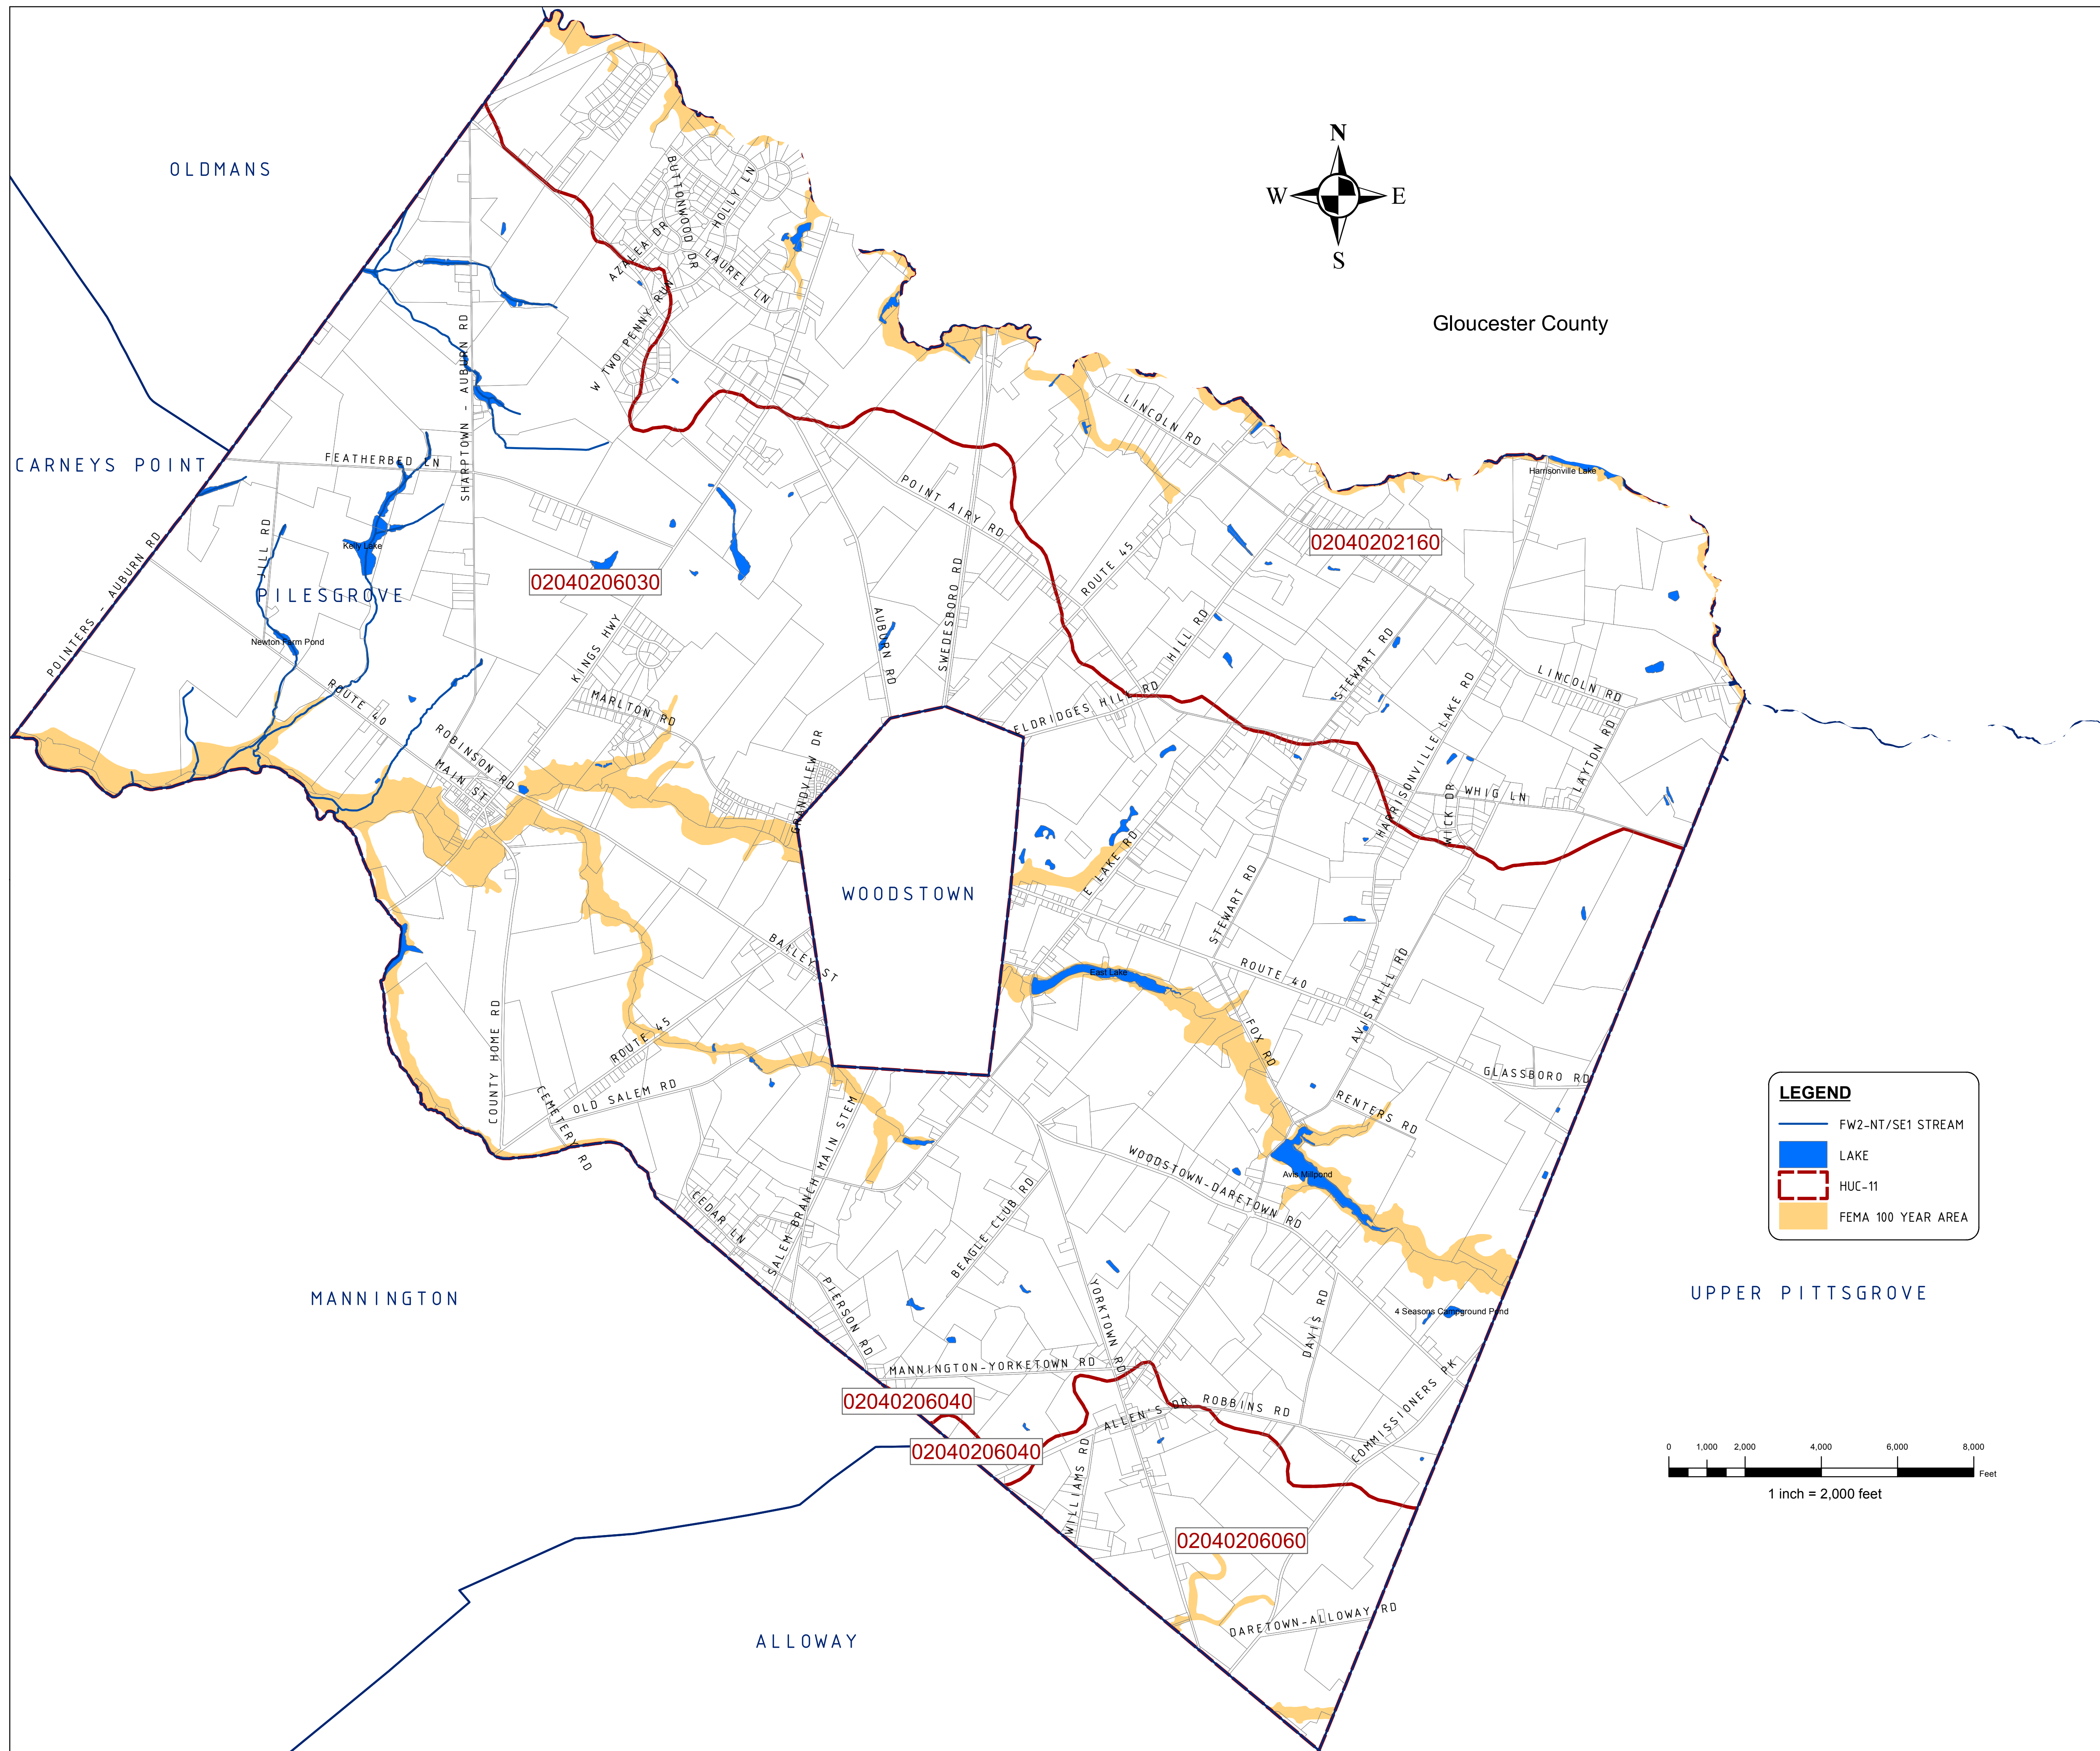 N
W
E
S
OLDMANS
Gloucester County
BUTTONWOOD DR
HOLLY LN
AZALEA DR
LAUREL LN
W TWO PENNY RUN
SHARPTOWN - AUBURN RD
LINCOLN RD
CARNEYS POINT
FEATHERBED LN
Harrisonville Lake
POINT AIRY RD
02040202160
JILL RD
Kelly Lake
POINTERS - AUBURN RD
ROUTE 45
02040206030
PILESGROVE
SWEDESBORO RD
AUBURN RD
HILL RD
KINGS HWY
Newton Farm Pond
STEWART RD
LINCOLN RD
HARRISONVILLE LAKE RD
ROUTE 40
MARLTON RD
ELDRIDGES HILL RD
LAYTON RD
ROBINSON RD
MAIN ST
GRANDVIEW DR
WHIG LN
WICK DR
E LAKE RD
WOODSTOWN
STEWART RD
BAILEY ST
East Lake
ROUTE 40
AVIS MILL RD
COUNTY HOME RD
ROUTE 45
FOX RD
GLASSBORO RD
OLD SALEM RD
CEMETERY RD
RENTERS RD
LEGEND
FW2-NT/SE1 STREAM
LAKE
HUC-11
FEMA 100 YEAR AREA
SALEM BRANCH MAIN STEM
WOODSTOWN-DARETOWN RD
Avis Millpond
CEDAR LN
BEAGLE CLUB RD
MANNINGTON
UPPER PITTSGROVE
PIERSON RD
YORKTOWN RD
DAVIS RD
4 Seasons Campground Pond
MANNINGTON-YORKETOWN RD
COMMISSIONERS PK
02040206040
ALLEN'S DR
ROBBINS RD
02040206040
WILLIAMS RD
0 1,000 2,000 4,000 6,000 8,000
Feet
1 inch = 2,000 feet
02040206060
DARETOWN-ALLOWAY RD
ALLOWAY